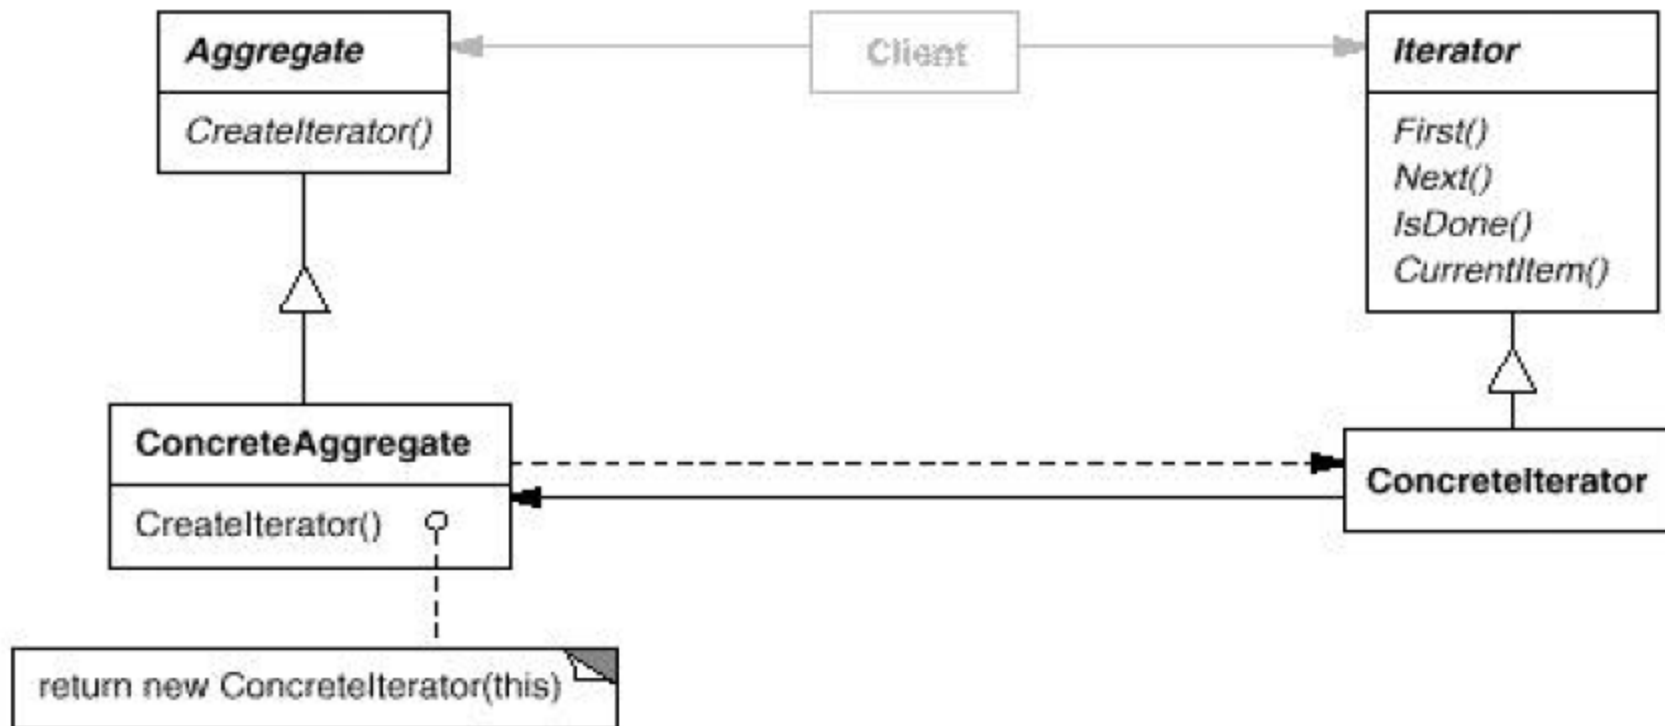 Aggregate
CreateIterator()
Client
Iterator
First()
Next()
IsDone()
CurrentItem()
ConcreteAggregate
CreateIterator()
ConcreteIterator
return new ConcreteIterator(this)